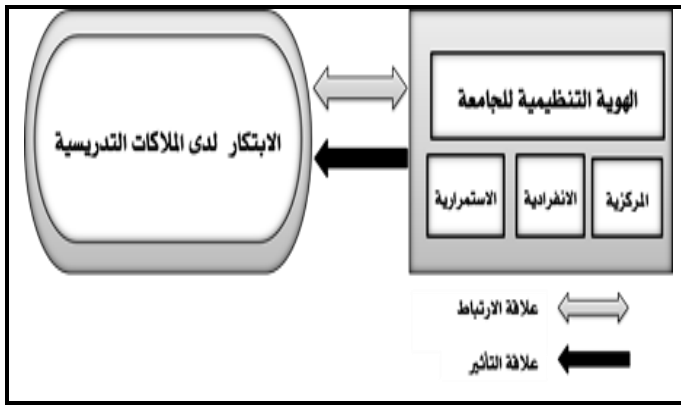 الهوية التنظيمية للجامعة
المركزية
الانفرادية
الاستمرارية
الابتكار لدى الملاكات التدريسية
علاقة الارتباط
علاقة التأثير